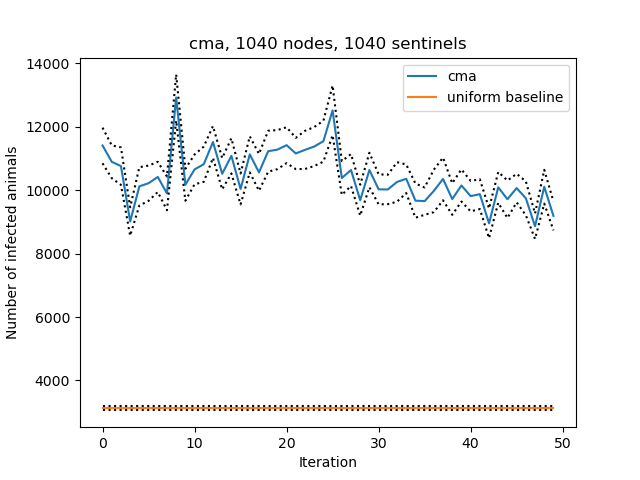 cma, 1040 nodes, 1040 sentinels
cma
uniform baseline
Number of infected animals
14000
12000
10000
8000
6000
4000
0
10
20
30
40
50
Iteration